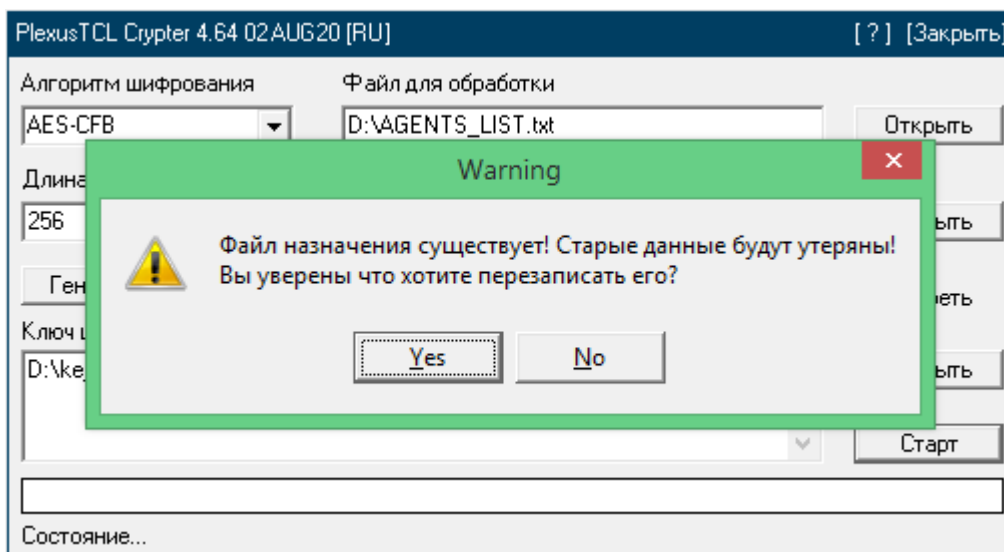 PlexusTCL Crypter 4.64 02AUG20 [RU] [ ? ] [Закрыть]
Алгоритм шифрования Файл для обработки
AES-CFB D:\AGENTS_LIST.txt Открыть
Warning
Длина
256
Файл назначения существует! Старые данные будут утеряны!
Вы уверены что хотите перезаписать его?
Yes No
Ключ
Старт
Состояние...